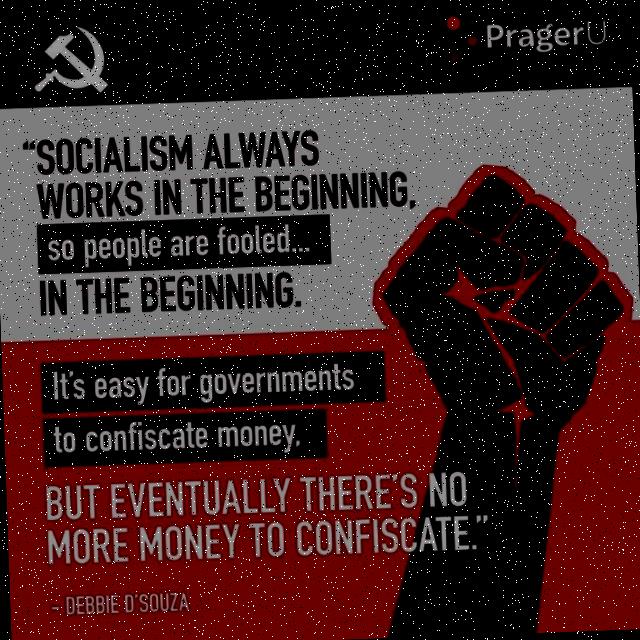 PragerU
“SOCIALISM ALWAYS
WORKS IN THE BEGINNING,
so people are fooled...
IN THE BEGINNING.
It's easy for governments
to confiscate money,
BUT EVENTUALLY THERE'S NO
MORE MONEY TO CONFISCATE.”
~ DEBBIE D'SOUZA